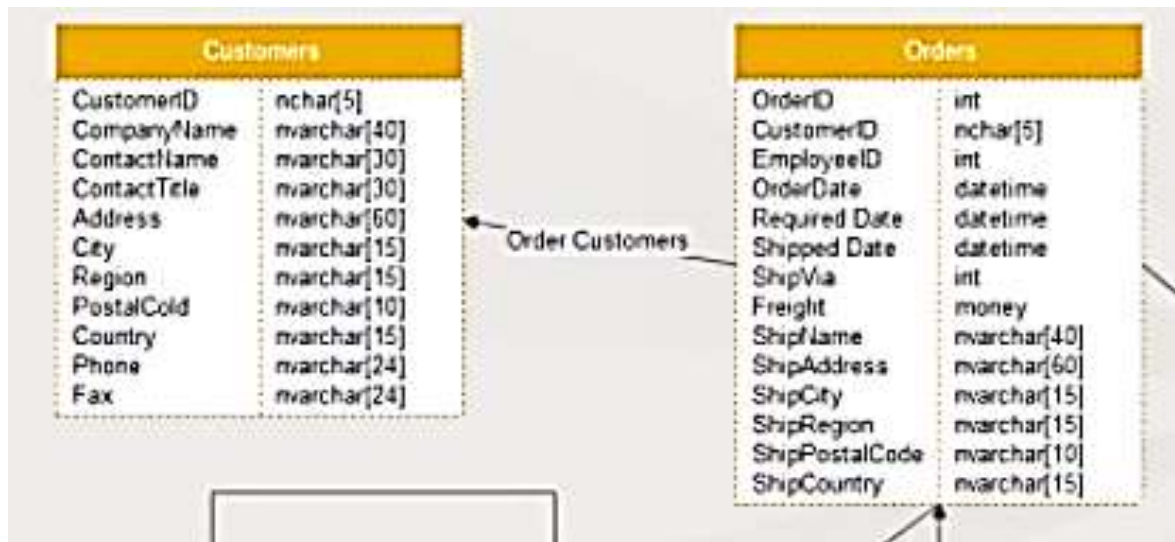 Customers
CustomerID nchar[5]
CompanyName nvarchar[40]
ContactName nvarchar[30]
ContactTitle nvarchar[30]
Address nvarchar[60]
City nvarchar[15]
Region nvarchar[15]
PostalCold nvarchar[10]
Country nvarchar[15]
Phone nvarchar[24]
Fax nvarchar[24]
Order Customers
Orders
OrderID int
CustomerID nchar[5]
EmployeeID int
OrderDate datetime
Required Date datetime
Shipped Date datetime
ShipVia int
Freight money
ShipName nvarchar[40]
ShipAddress nvarchar[60]
ShipCity nvarchar[15]
ShipRegion nvarchar[15]
ShipPostalCode nvarchar[10]
ShipCountry nvarchar[15]